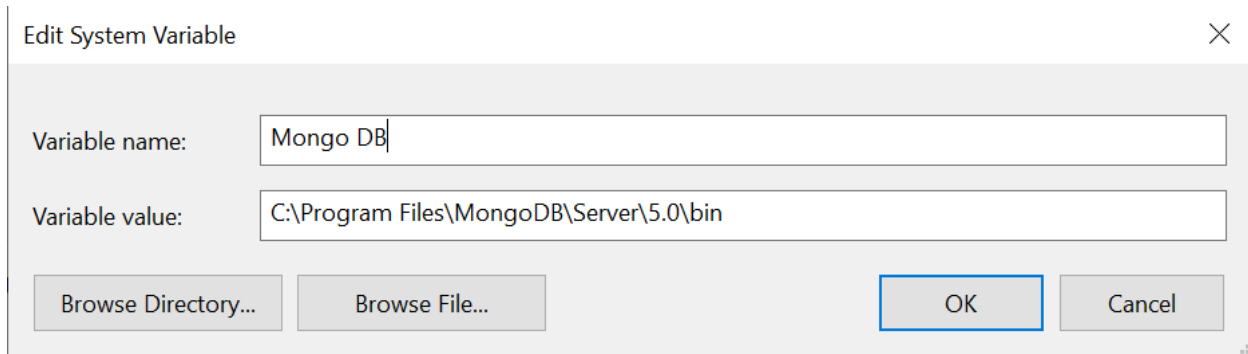 Edit System Variable
Variable name:
Mongo DB
Variable value:
C:\Program Files\MongoDB\Server\5.0\bin
Browse Directory...
Browse File...
OK
Cancel